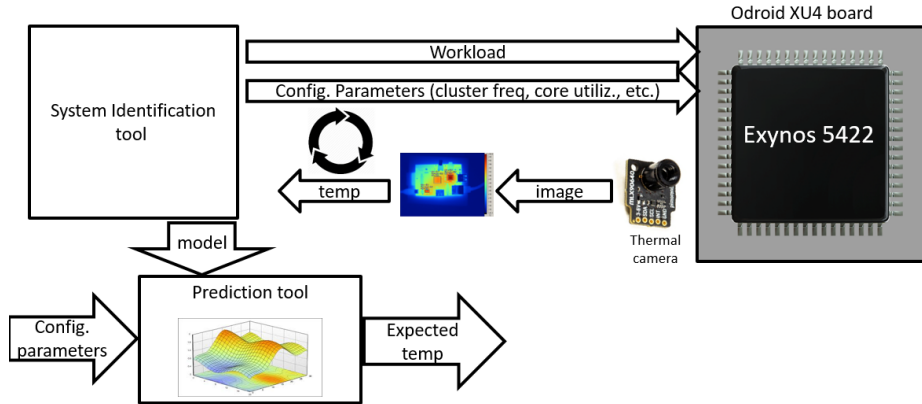 Odroid XU4 board
Workload
System Identification
tool
Config. Parameters (cluster freq, core utiliz., etc.)
Exynos 5422
temp
image
MLX90640
Thermal
camera
model
Prediction tool
Config.
parameters
Expected
temp